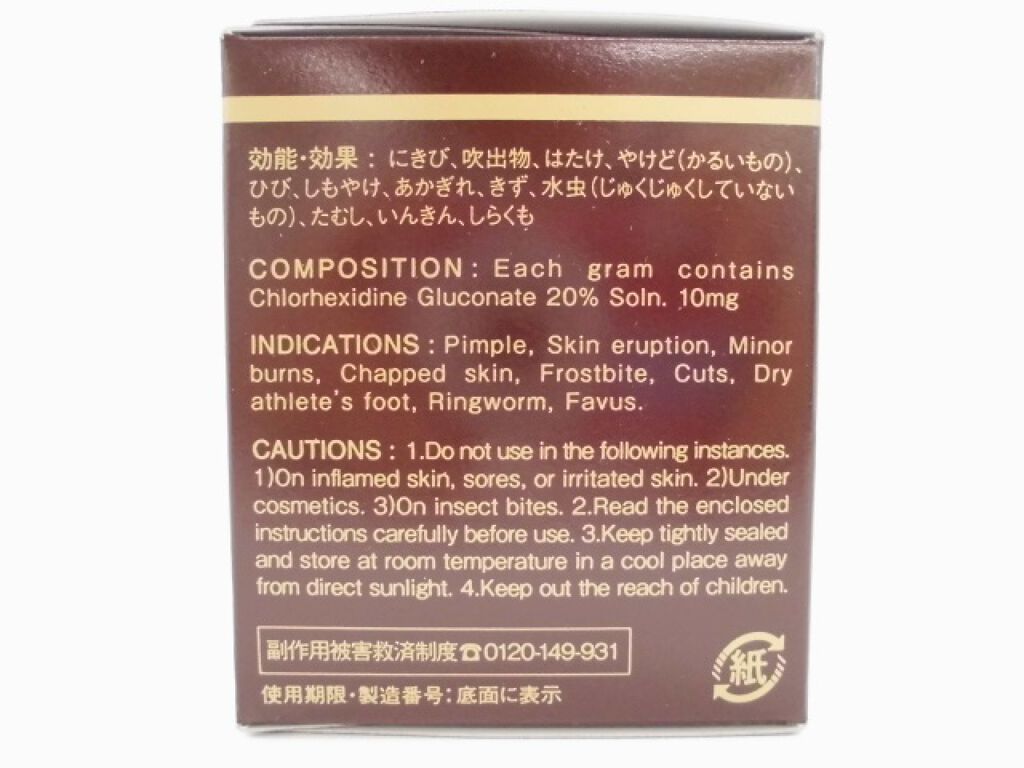 効能・効果：にきび、吹出物、はたけ、やけど(かるいもの)、
ひび、しもやけ、あかぎれ、きず、水虫(じゅくじゅくしていない
もの)、たむし、いんきん、しらくも
COMPOSITION : Each gram contains
Chlorhexidine Gluconate 20% Soln. 10mg
INDICATIONS : Pimple, Skin eruption, Minor
burns, Chapped skin, Frostbite, Cuts, Dry
athlete's foot, Ringworm, Favus.
CAUTIONS : 1.Do not use in the following instances.
1)On inflamed skin, sores, or irritated skin. 2)Under
cosmetics. 3)On insect bites. 2.Read the enclosed
instructions carefully before use. 3.Keep tightly sealed
and store at room temperature in a cool place away
from direct sunlight. 4.Keep out the reach of children.
副作用被害救済制度☎0120-149-931
紙
使用期限・製造番号：底面に表示